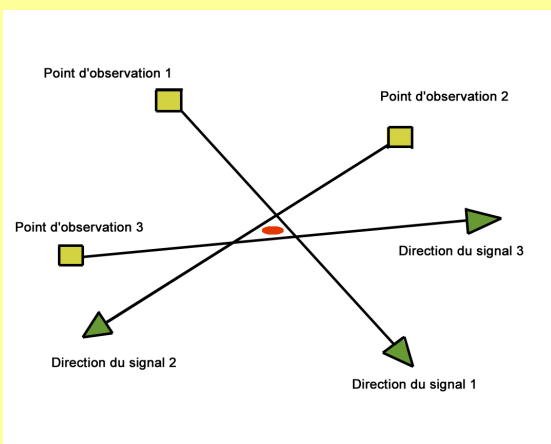 Point d'observation 1
Point d'observation 2
Point d'observation 3
Direction du signal 3
Direction du signal 2
Direction du signal 1